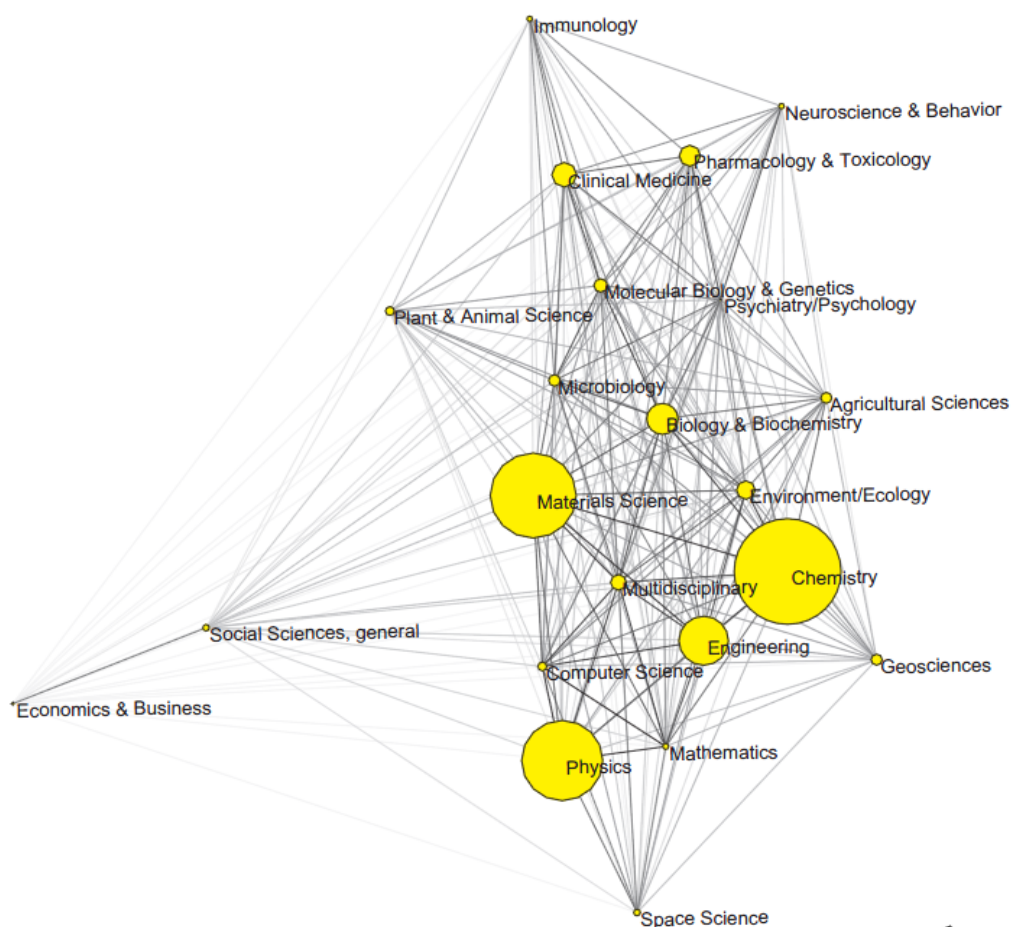 Immunology
Neuroscience & Behavior
Pharmacology & Toxicology
Clinical Medicine
Molecular Biology & Genetics
Psychiatry/Psychology
Plant & Animal Science
Microbiology
Agricultural Sciences
Biology & Biochemistry
Materials Science
Environment/Ecology
Chemistry
Multidisciplinary
Social Sciences, general
Engineering
Geosciences
Computer Science
Economics & Business
Mathematics
Physics
Space Science